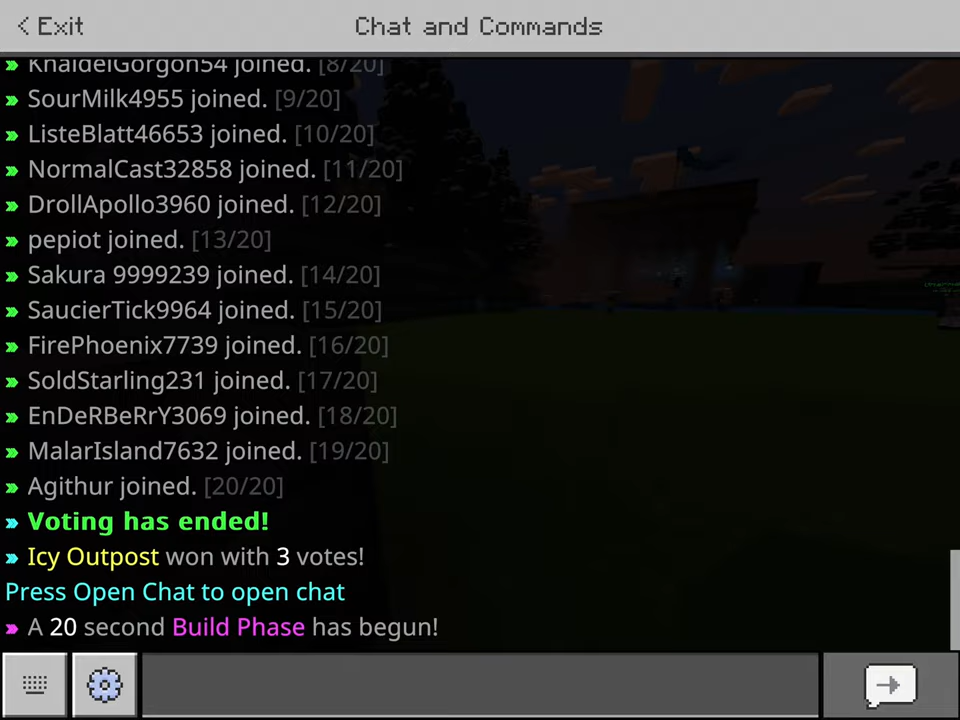 < Exit
Chat and Commands
» KhaldelGorgon54 joined. [8/20]
» SourMilk4955 joined. [9/20]
» ListeBlatt46653 joined. [10/20]
» NormalCast32858 joined. [11/20]
» DrollApollo3960 joined. [12/20]
» pepiot joined. [13/20]
» Sakura 9999239 joined. [14/20]
» SaucierTick9964 joined. [15/20]
» FirePhoenix7739 joined. [16/20]
» SoldStarling231 joined. [17/20]
» EnDeRBeRrY3069 joined. [18/20]
» MalarIsland7632 joined. [19/20]
» Agithur joined. [20/20]
» Voting has ended!
» Icy Outpost won with 3 votes!
Press Open Chat to open chat
» A 20 second Build Phase has begun!